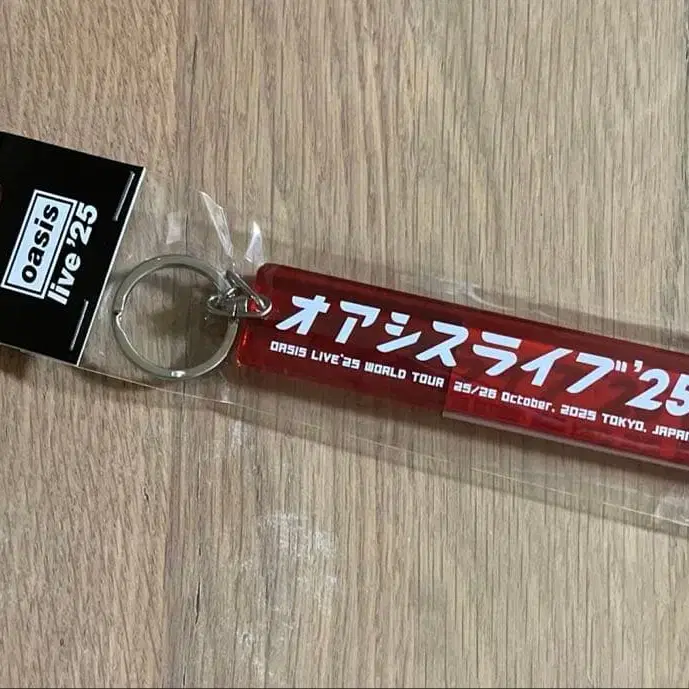 oasis
live '25
オアシスライブ'25
OASIS LIVE'25 WORLD TOUR 25/26 October, 2025 TOKYO, JAPAN